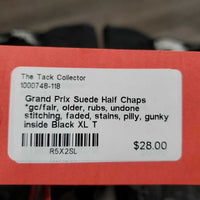 The Tack Collector
1000748-118
Grand Prix Suede Half Chaps
*gc/fair, older, rubs, undone
stitching, faded, stains, pilly, gunky
inside Black XL T
R5X2SL
$28.00